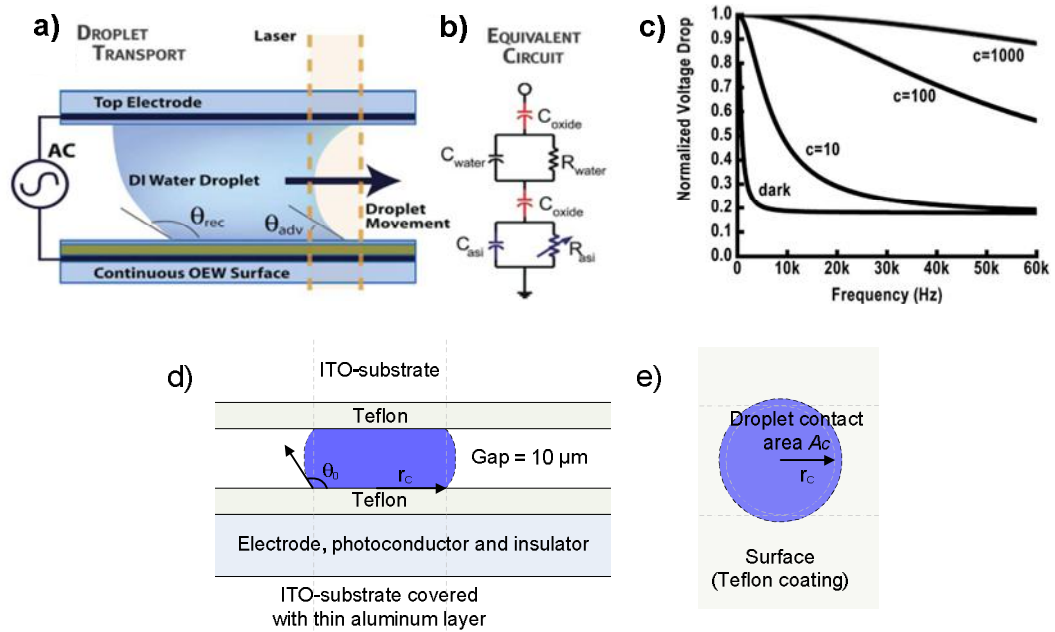 a) DROPLET
TRANSPORT
Laser
Top Electrode
AC
DI Water Droplet
θrec
θadv
Droplet
Movement
Continuous OEW Surface
b) EQUIVALENT
CIRCUIT
Coxide
Cwater
Rwater
Coxide
Casi
Rasi
c)
Normalized Voltage Drop
1.0
0.9
0.8
0.7
0.6
0.5
0.4
0.3
0.2
0.1
0
c=1000
c=100
c=10
dark
0 10k 20k 30k 40k 50k 60k
Frequency (Hz)
d)
ITO-substrate
Teflon
θ0
rC
Gap = 10 µm
Teflon
Electrode, photoconductor and insulator
ITO-substrate covered
with thin aluminum layer
e)
Droplet contact
area Ac
rC
Surface
(Teflon coating)